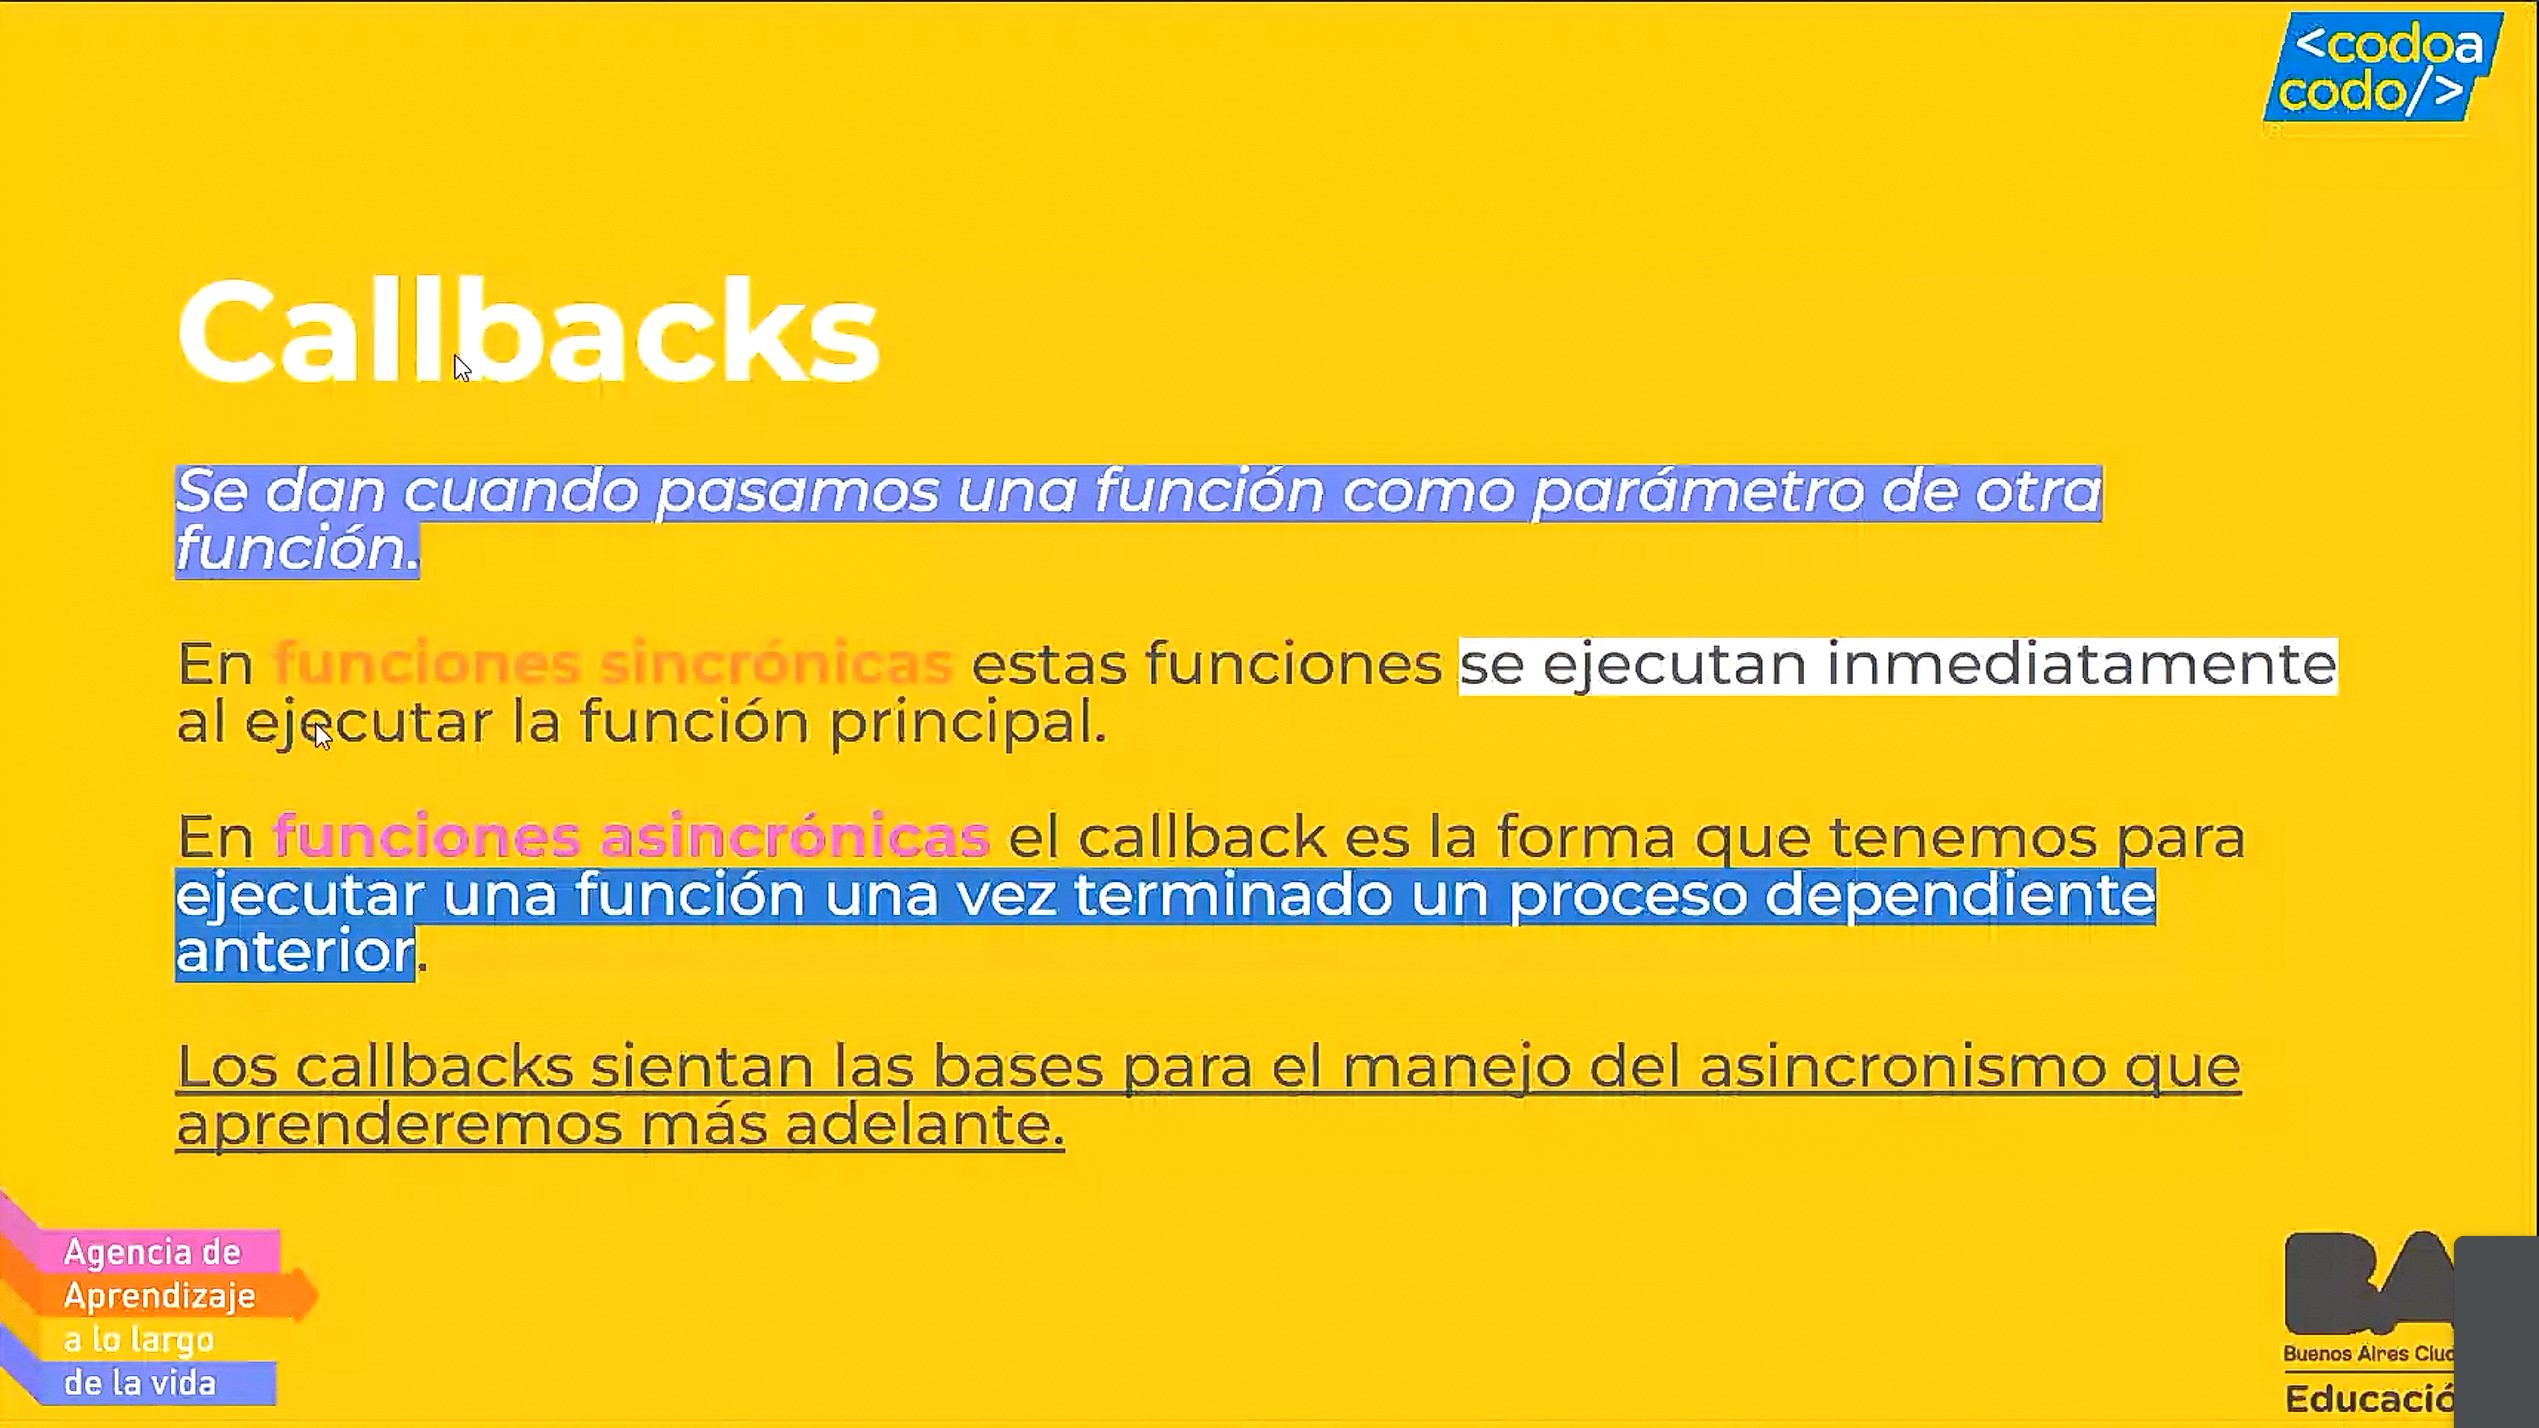 <codoa
codo/>
Callbacks
Se dan cuando pasamos una función como parámetro de otra
función.
En funciones sincrónicas estas funciones se ejecutan inmediatamente
al ejecutar la función principal.
En funciones asincrónicas el callback es la forma que tenemos para
ejecutar una función una vez terminado un proceso dependiente
anterior.
Los callbacks sientan las bases para el manejo del asincronismo que
aprenderemos más adelante.
Agencia de
Aprendizaje
a lo largo
de la vida
BA
Buenos Aires Ciud
Educació